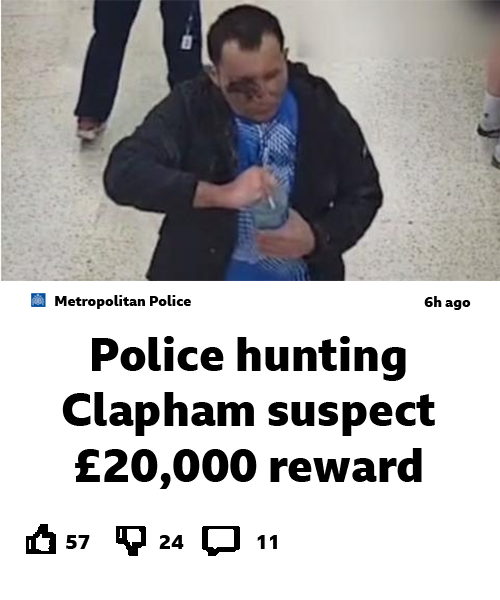 Metropolitan Police
6h ago
Police hunting
Clapham suspect
£20,000 reward
57
24
11